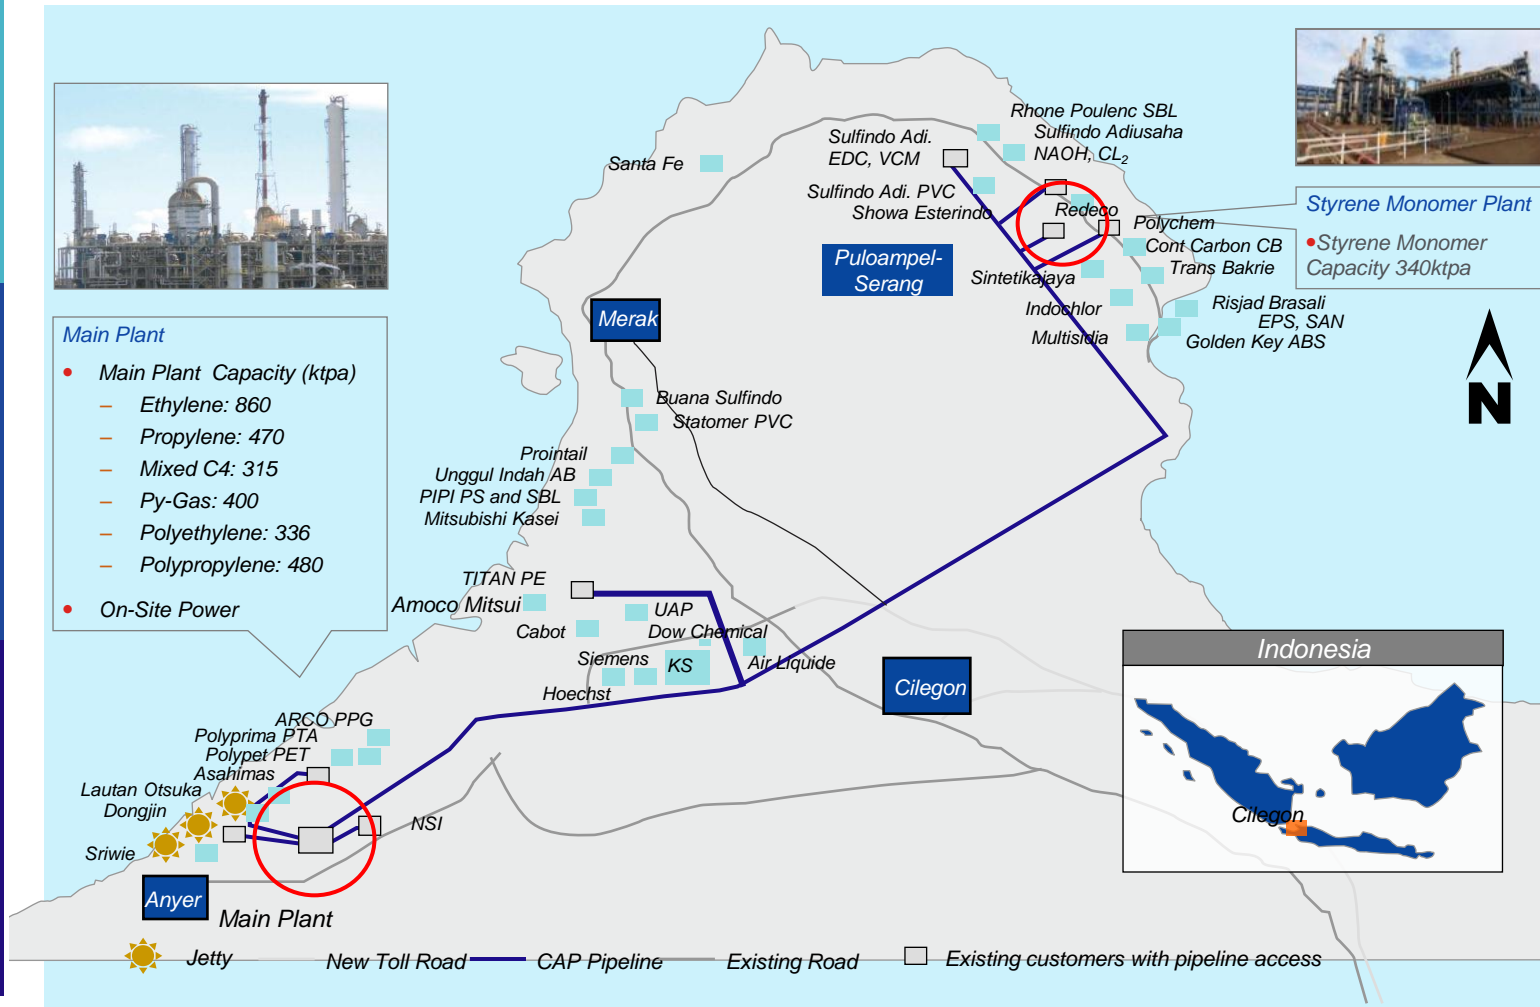 Rhone Poulenc SBL
Sulfindo Adi.
EDC, VCM
Sulfindo Adiusaha
NAOH, CL2
Santa Fe
Sulfindo Adi. PVC
Showa Esterindo
Redeco
Polychem
Cont Carbon CB
Trans Bakrie
Styrene Monomer Plant
•Styrene Monomer
Capacity 340ktpa
Puloampel-
Serang
Sintetikajaya
Indochlor
Multisidia
Risjad Brasali
EPS, SAN
Golden Key ABS
N
Merak
Main Plant
• Main Plant Capacity (ktpa)
– Ethylene: 860
– Propylene: 470
– Mixed C4: 315
– Py-Gas: 400
– Polyethylene: 336
– Polypropylene: 480
• On-Site Power
Buana Sulfindo
Statomer PVC
Prointail
Unggul Indah AB
PIPI PS and SBL
Mitsubishi Kasei
TITAN PE
Amoco Mitsui
Cabot
UAP
Dow Chemical
Siemens
KS
Air Liquide
Hoechst
Cilegon
Indonesia
Cilegon
ARCO PPG
Polyprima PTA
Polypet PET
Asahimas
Lautan Otsuka
Dongjin
Sriwie
NSI
Anyer
Main Plant
Jetty
New Toll Road
CAP Pipeline
Existing Road
Existing customers with pipeline access